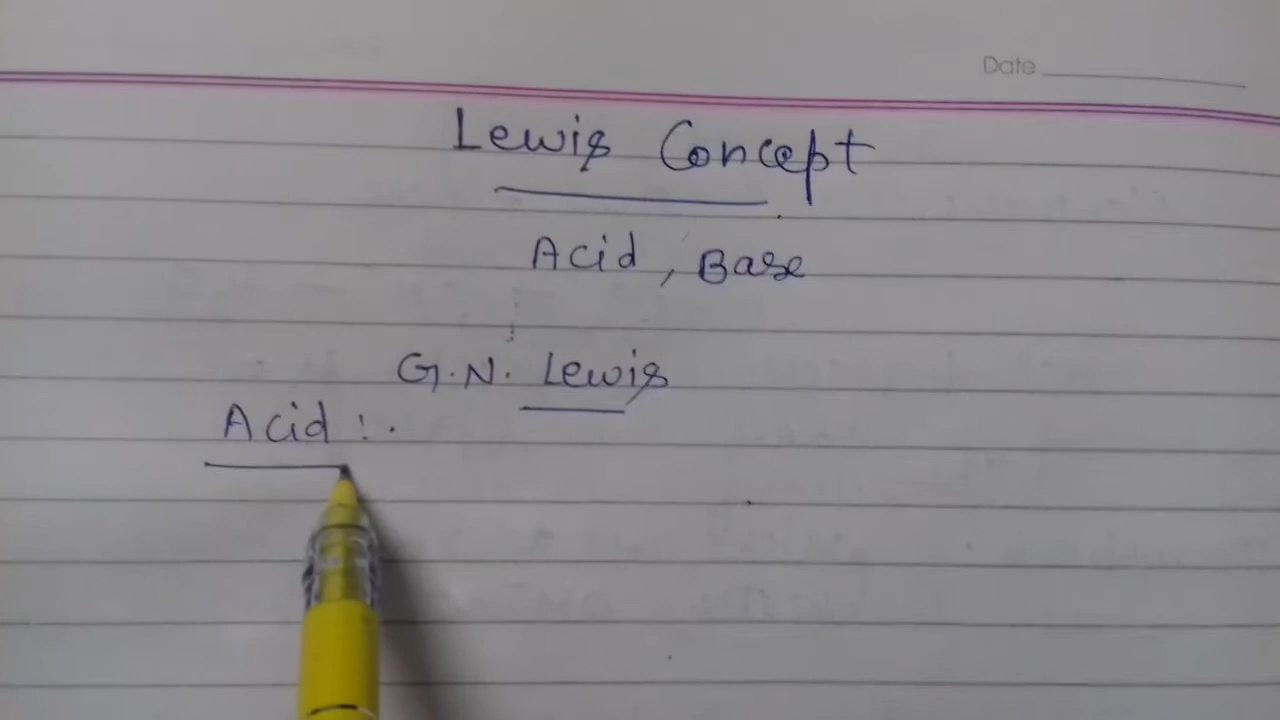 Date
Lewis Concept
Acid, Base
G.N. Lewis
Acid :.